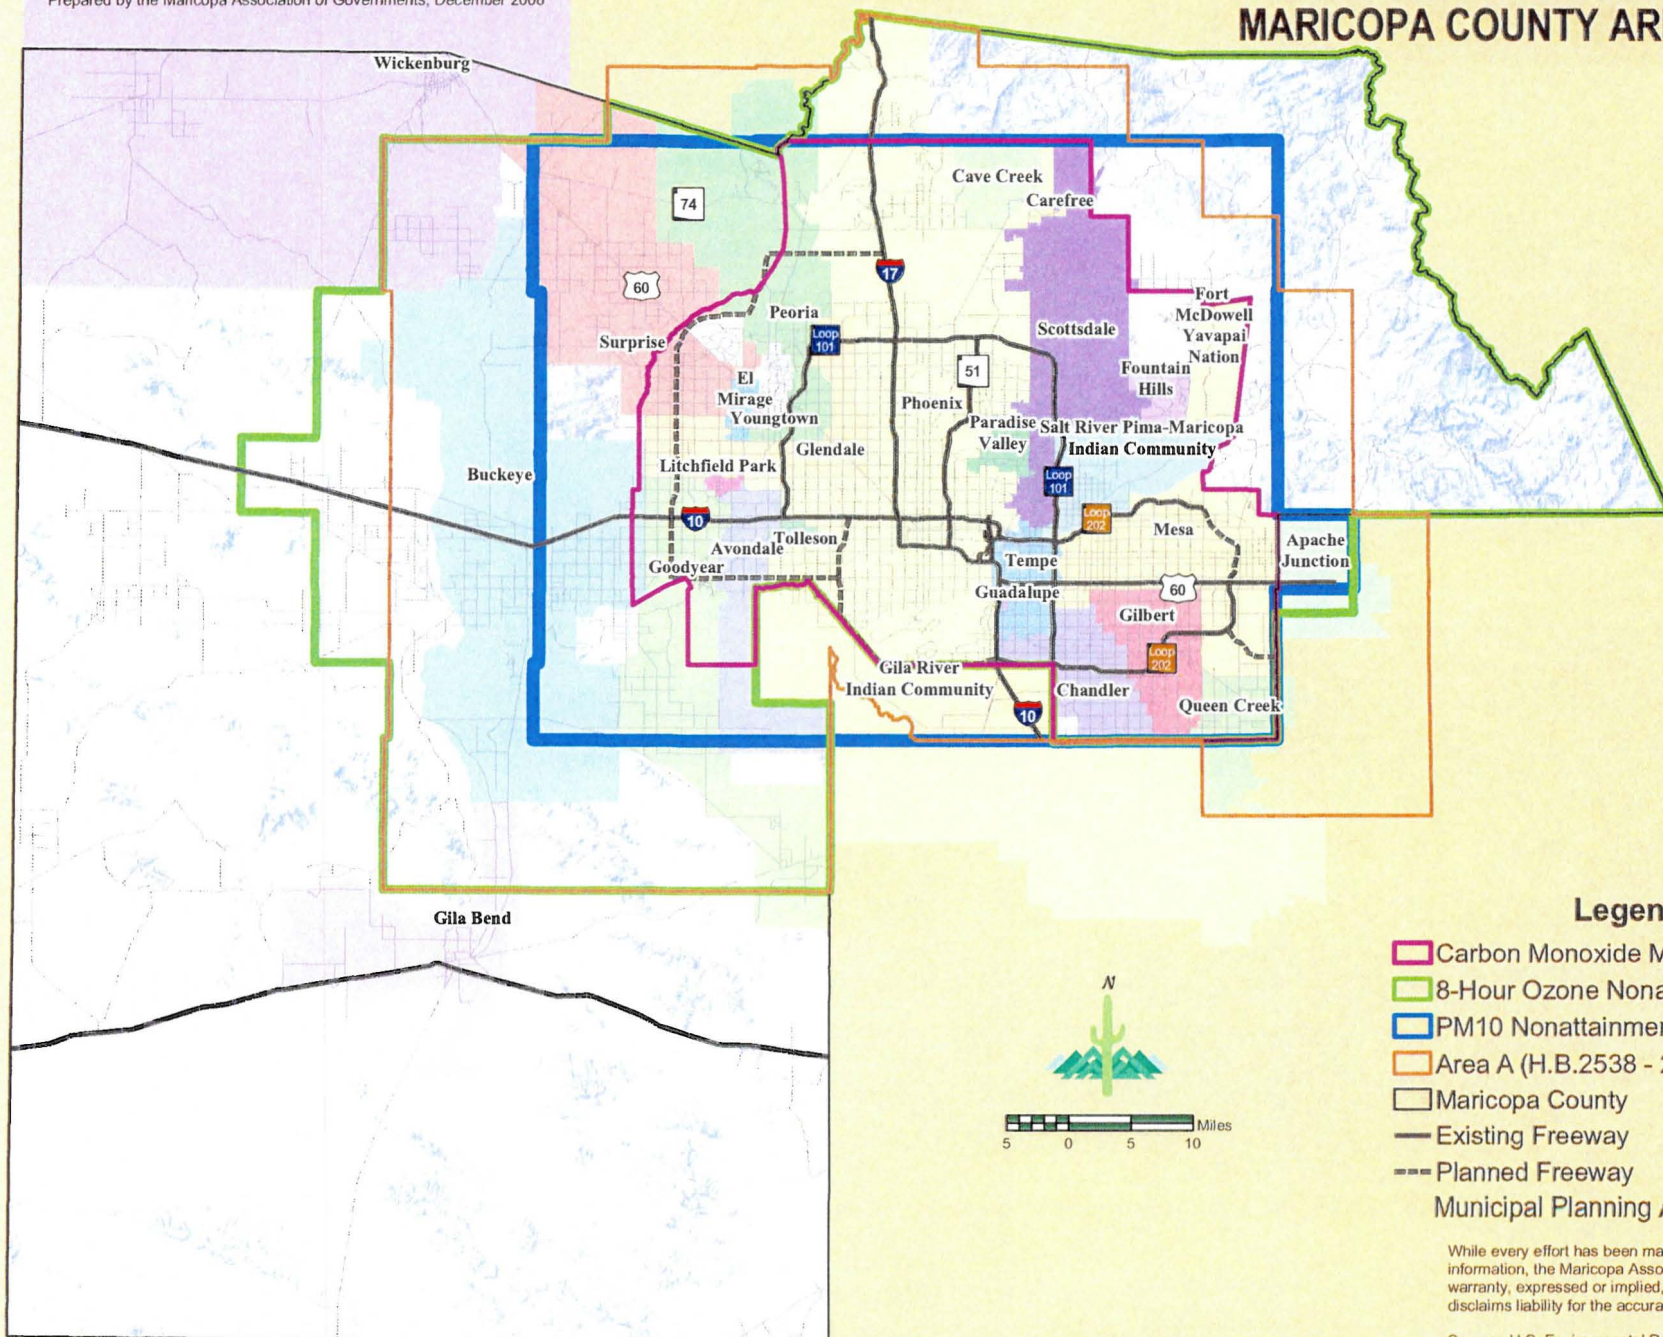 Prepared by the Maricopa Association of Governments, December 2006
MARICOPA COUNTY AR
Wickenburg
74
Cave Creek
Carefree
17
60
Peoria
Loop
101
Surprise
Scottsdale
Fort
McDowell
Yavapai
Nation
51
El
Mirage
Youngtown
Fountain
Hills
Phoenix
Paradise
Valley
Salt River Pima-Maricopa
Indian Community
Glendale
Litchfield Park
Buckeye
Loop
101
10
Loop
202
Mesa
Tolleson
Avondale
Goodyear
Tempe
Apache
Junction
Guadalupe
60
Gilbert
Loop
202
Gila River
Indian Community
Chandler
10
Queen Creek
Gila Bend
N
Miles
5 0 5 10
Legen
Carbon Monoxide M
8-Hour Ozone Nona
PM10 Nonattainmen
Area A (H.B.2538 - 2
Maricopa County
Existing Freeway
Planned Freeway
Municipal Planning A
While every effort has been ma
information, the Maricopa Asso
warranty, expressed or implied,
disclaims liability for the accura